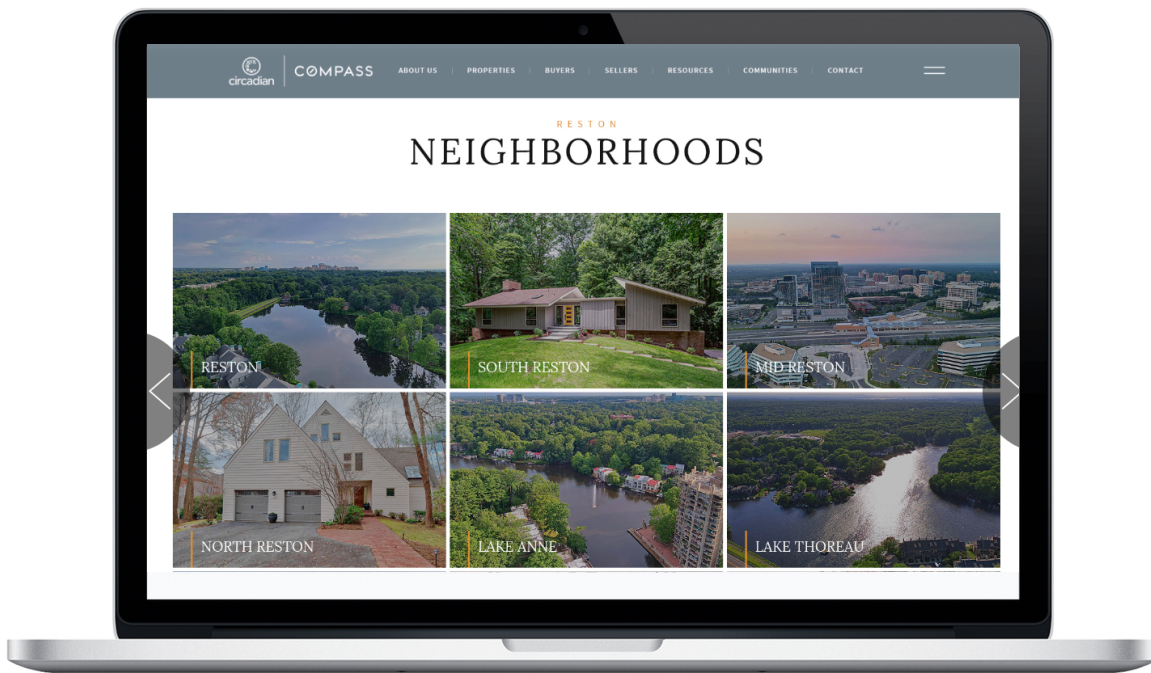 circadian
COMPASS
ABOUT US | PROPERTIES | BUYERS | SELLERS | RESOURCES | COMMUNITIES | CONTACT
RESTON
NEIGHBORHOODS
RESTON
SOUTH RESTON
MID RESTON
NORTH RESTON
LAKE ANNE
LAKE THOREAU